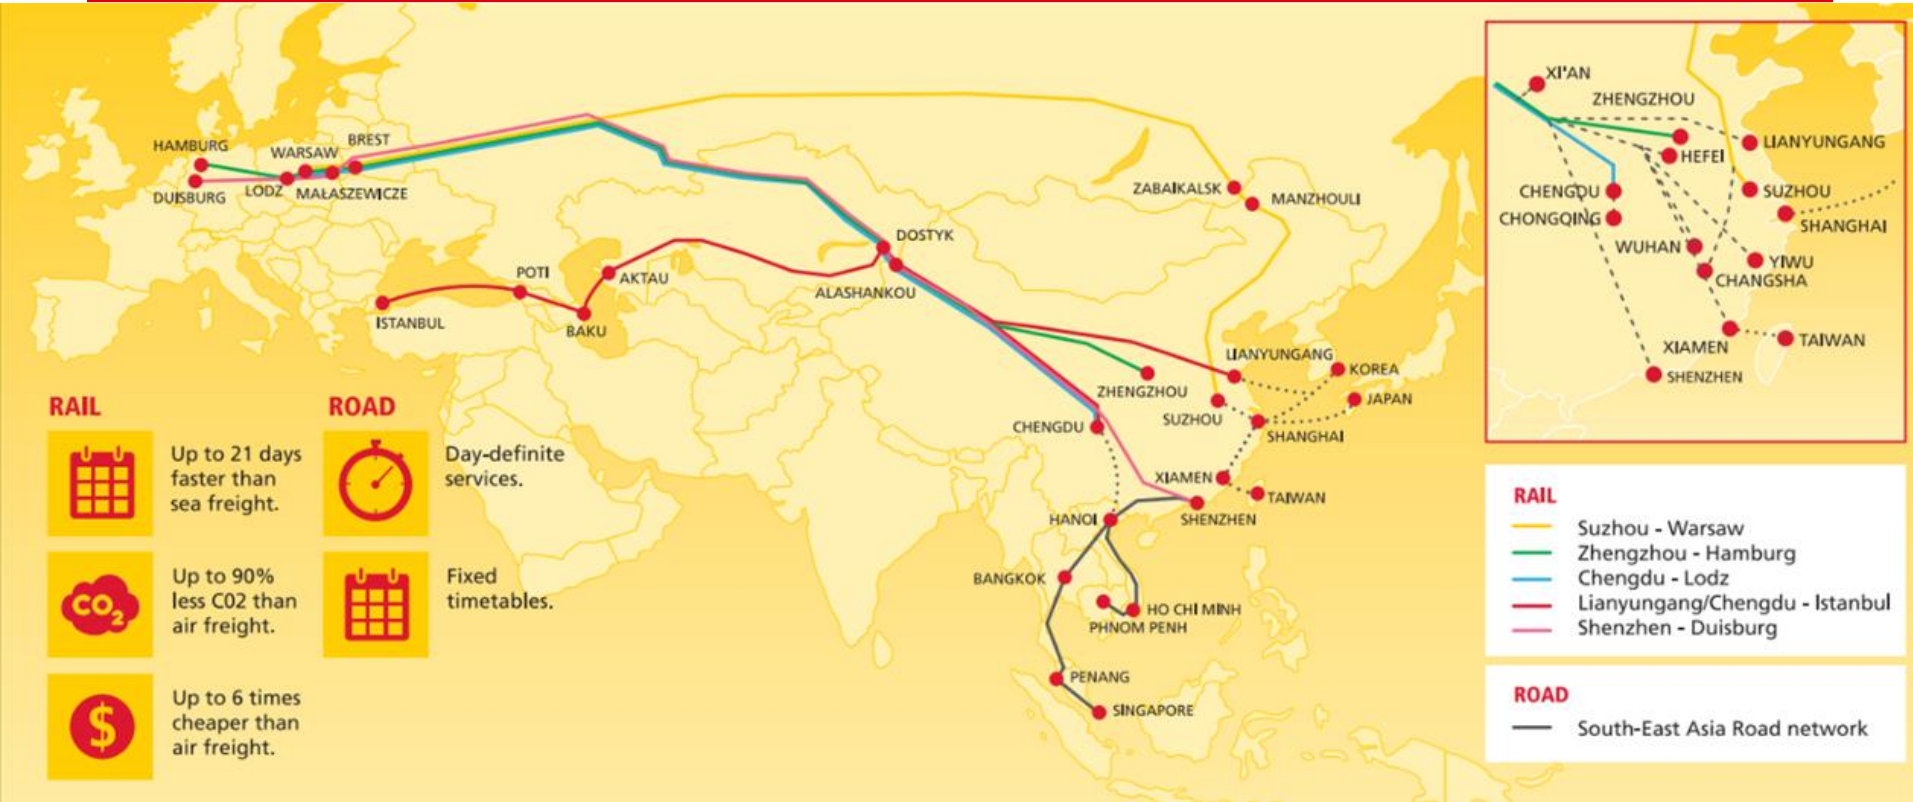 HAMBURG
DUISBURG
LODZ
WARSAW
MAŁASZEWICZE
BREST
ISTANBUL
POTI
BAKU
AKTAU
DOSTYK
ALASHANKOU
ZABAIKALSK
MANZHOULI
LIANYUNGANG
KOREA
ZHENGZHOU
JAPAN
SUZHOU
CHENGDU
SHANGHAI
XIAMEN
TAIWAN
HANOI
SHENZHEN
BANGKOK
HO CHI MINH
PHNOM PENH
PENANG
SINGAPORE
RAIL
Up to 21 days
faster than
sea freight.
CO2
Up to 90%
less C02 than
air freight.
$
Up to 6 times
cheaper than
air freight.
ROAD
Day-definite
services.
Fixed
timetables.
XI'AN
ZHENGZHOU
LIANYUNGANG
HEFEI
CHENGDU
SUZHOU
CHONGQING
SHANGHAI
WUHAN
YIWU
CHANGSHA
XIAMEN
TAIWAN
SHENZHEN
RAIL
Suzhou - Warsaw
Zhengzhou - Hamburg
Chengdu - Lodz
Lianyungang/Chengdu - Istanbul
Shenzhen - Duisburg
ROAD
South-East Asia Road network